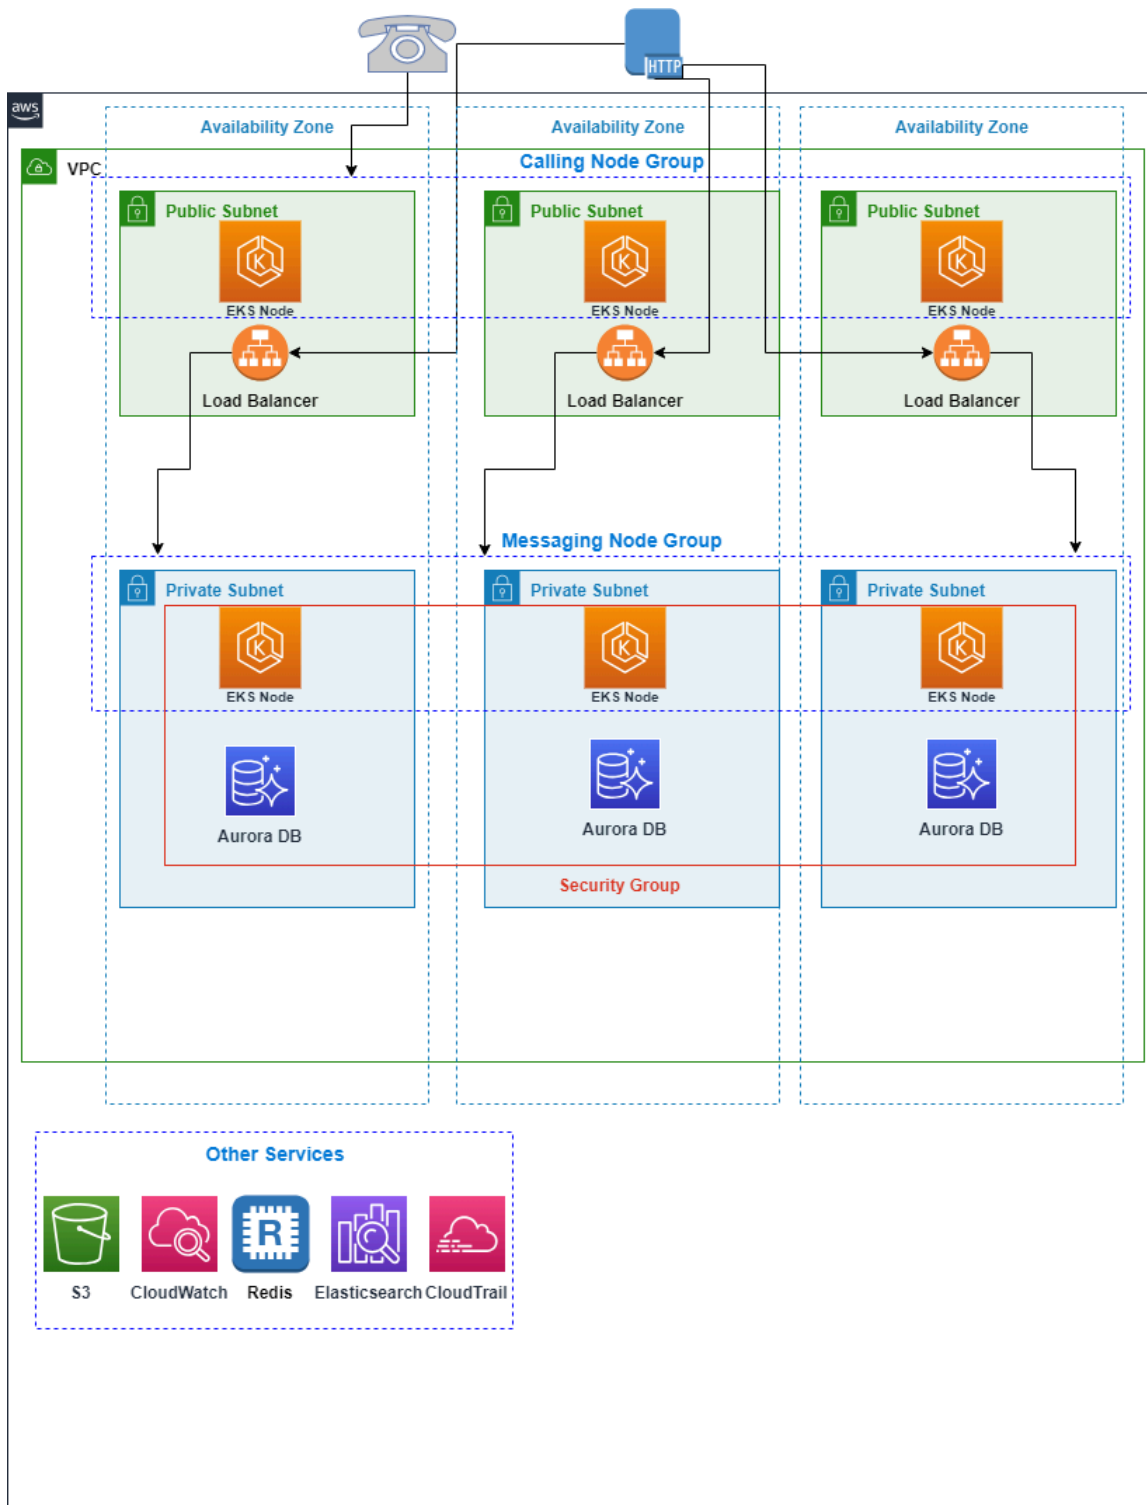 HTTP
aws
Availability Zone
Availability Zone
Availability Zone
VPC
Calling Node Group
Public Subnet
Public Subnet
Public Subnet
K
K
K
EKS Node
EKS Node
EKS Node
Load Balancer
Load Balancer
Load Balancer
Messaging Node Group
Private Subnet
Private Subnet
Private Subnet
K
K
K
EKS Node
EKS Node
EKS Node
Aurora DB
Aurora DB
Aurora DB
Security Group
Other Services
R
S3
CloudWatch
Redis
Elasticsearch
CloudTrail